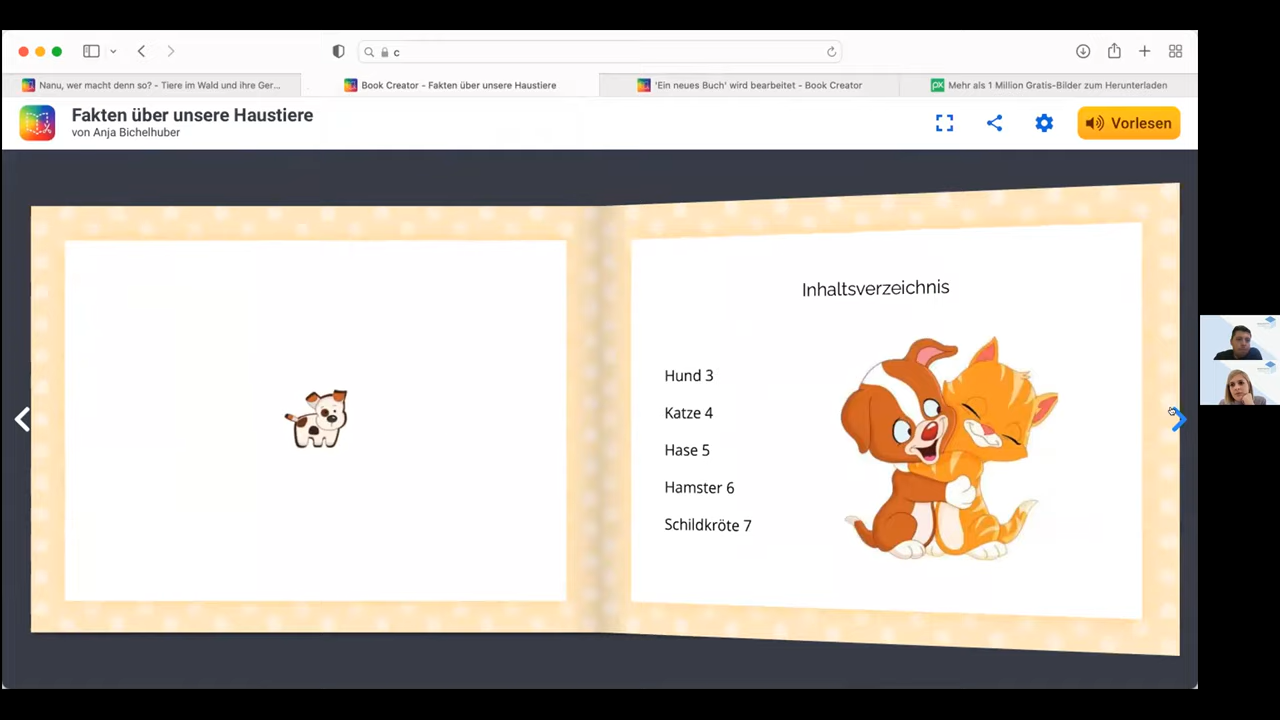 c
Nanu, wer macht denn so? - Tiere im Wald und ihre Ger...
Book Creator - Fakten über unsere Haustiere
'Ein neues Buch' wird bearbeitet - Book Creator
px
Mehr als 1 Million Gratis-Bilder zum Herunterladen
Fakten über unsere Haustiere
von Anja Bichelhuber
Vorlesen
Inhaltsverzeichnis
Hund 3
Katze 4
Hase 5
Hamster 6
Schildkröte 7